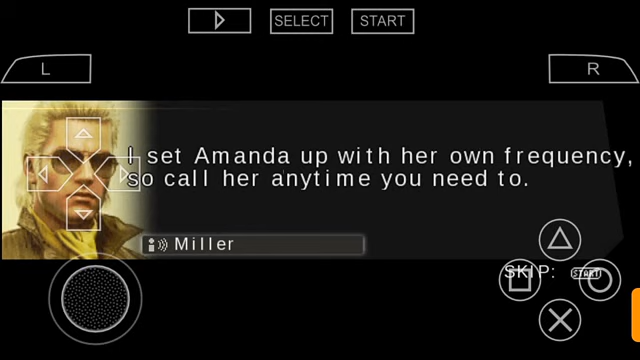 SELECT
START
L
R
I set Amanda up with her own frequency,
so call her anytime you need to.
Miller
SKIP: START